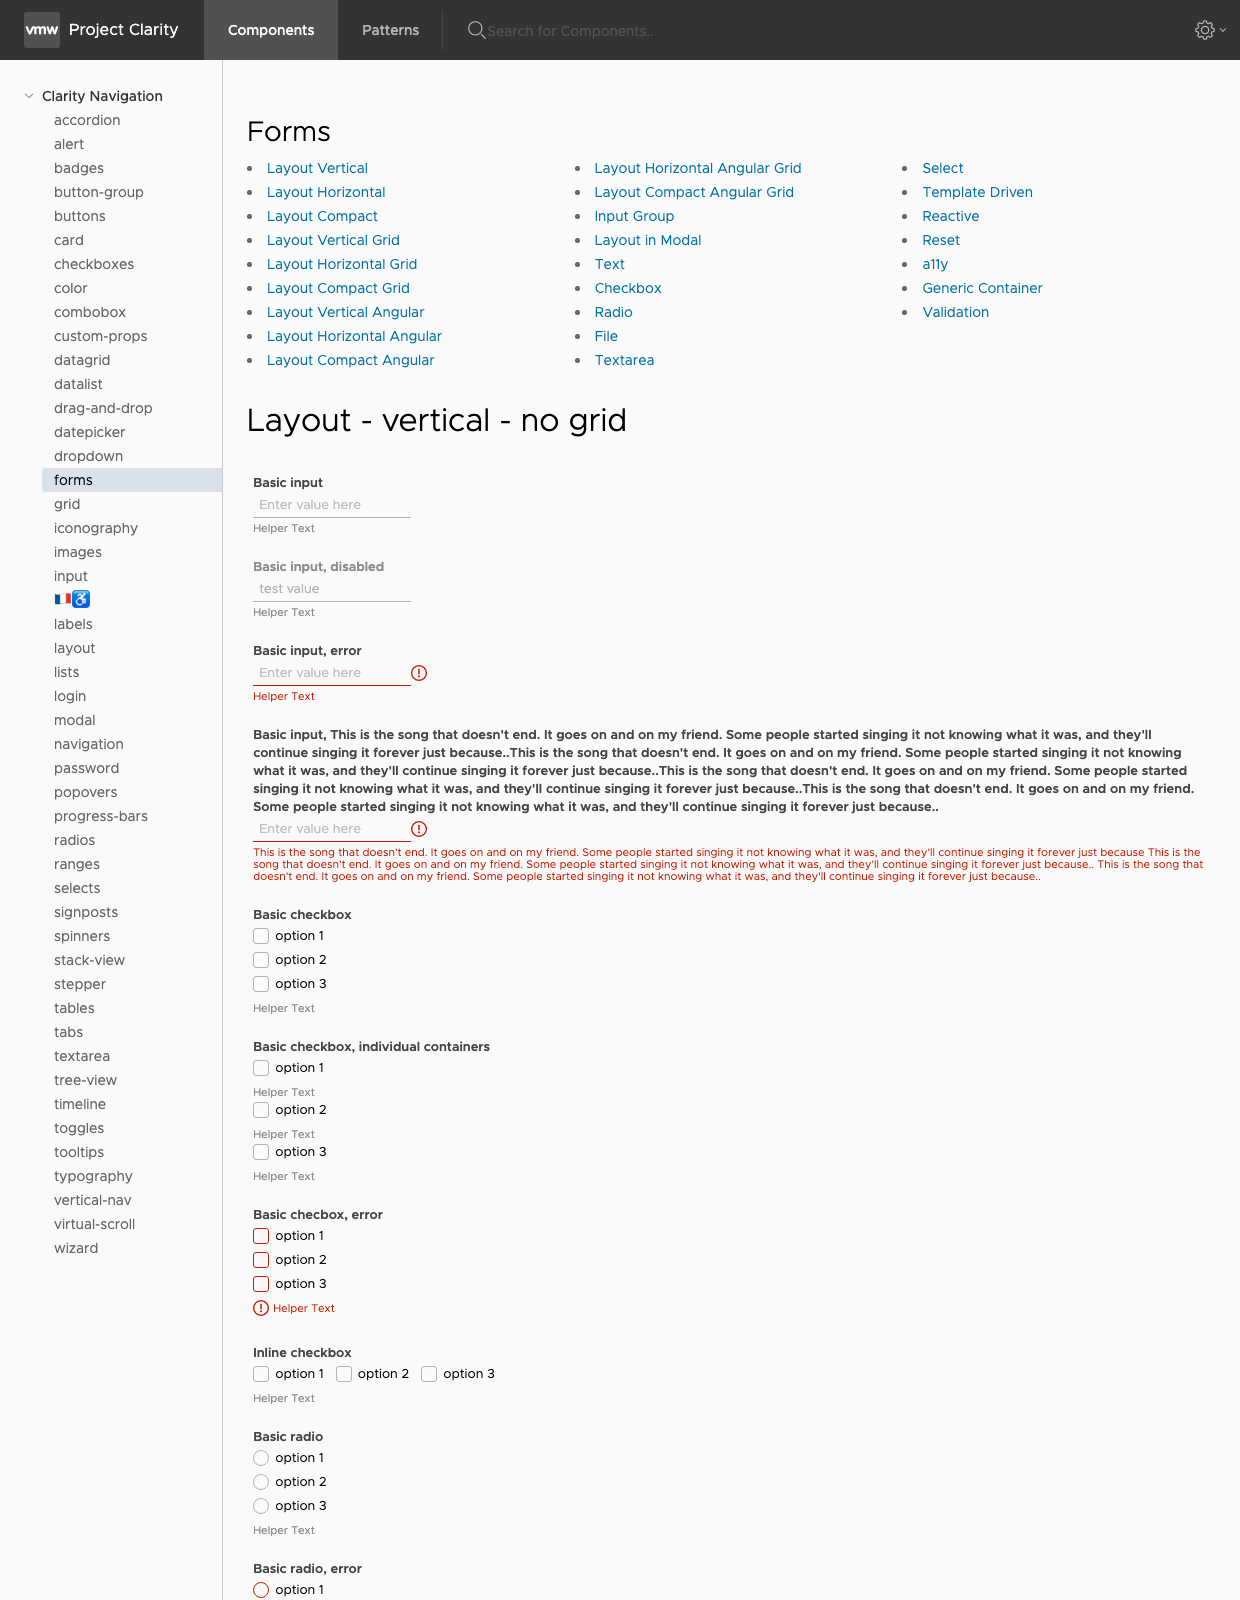 vmw Project Clarity
Components
Patterns
Search for Components..
Clarity Navigation
accordion
alert
badges
button-group
buttons
card
checkboxes
color
combobox
custom-props
datagrid
datalist
drag-and-drop
datepicker
dropdown
forms
grid
iconography
images
input
🇫🇷♿
labels
layout
lists
login
modal
navigation
password
popovers
progress-bars
radios
ranges
selects
signposts
spinners
stack-view
stepper
tables
tabs
textarea
tree-view
timeline
toggles
tooltips
typography
vertical-nav
virtual-scroll
wizard
Forms
Layout Vertical
Layout Horizontal
Layout Compact
Layout Vertical Grid
Layout Horizontal Grid
Layout Compact Grid
Layout Vertical Angular
Layout Horizontal Angular
Layout Compact Angular
Layout Horizontal Angular Grid
Layout Compact Angular Grid
Input Group
Layout in Modal
Text
Checkbox
Radio
File
Textarea
Select
Template Driven
Reactive
Reset
a11y
Generic Container
Validation
Layout - vertical - no grid
Basic input
Enter value here
Helper Text
Basic input, disabled
test value
Helper Text
Basic input, error
Enter value here
Helper Text
Basic input, This is the song that doesn't end. It goes on and on my friend. Some people started singing it not knowing what it was, and they'll
continue singing it forever just because..This is the song that doesn't end. It goes on and on my friend. Some people started singing it not knowing
what it was, and they'll continue singing it forever just because..This is the song that doesn't end. It goes on and on my friend. Some people started
singing it not knowing what it was, and they'll continue singing it forever just because..This is the song that doesn't end. It goes on and on my friend.
Some people started singing it not knowing what it was, and they'll continue singing it forever just because..
Enter value here
This is the song that doesn't end. It goes on and on my friend. Some people started singing it not knowing what it was, and they'll continue singing it forever just because This is the
song that doesn't end. It goes on and on my friend. Some people started singing it not knowing what it was, and they'll continue singing it forever just because.. This is the song that
doesn't end. It goes on and on my friend. Some people started singing it not knowing what it was, and they'll continue singing it forever just because..
Basic checkbox
option 1
option 2
option 3
Helper Text
Basic checkbox, individual containers
option 1
Helper Text
option 2
Helper Text
option 3
Helper Text
Basic checbox, error
option 1
option 2
option 3
Helper Text
Inline checkbox
option 1 option 2 option 3
Helper Text
Basic radio
option 1
option 2
option 3
Helper Text
Basic radio, error
option 1